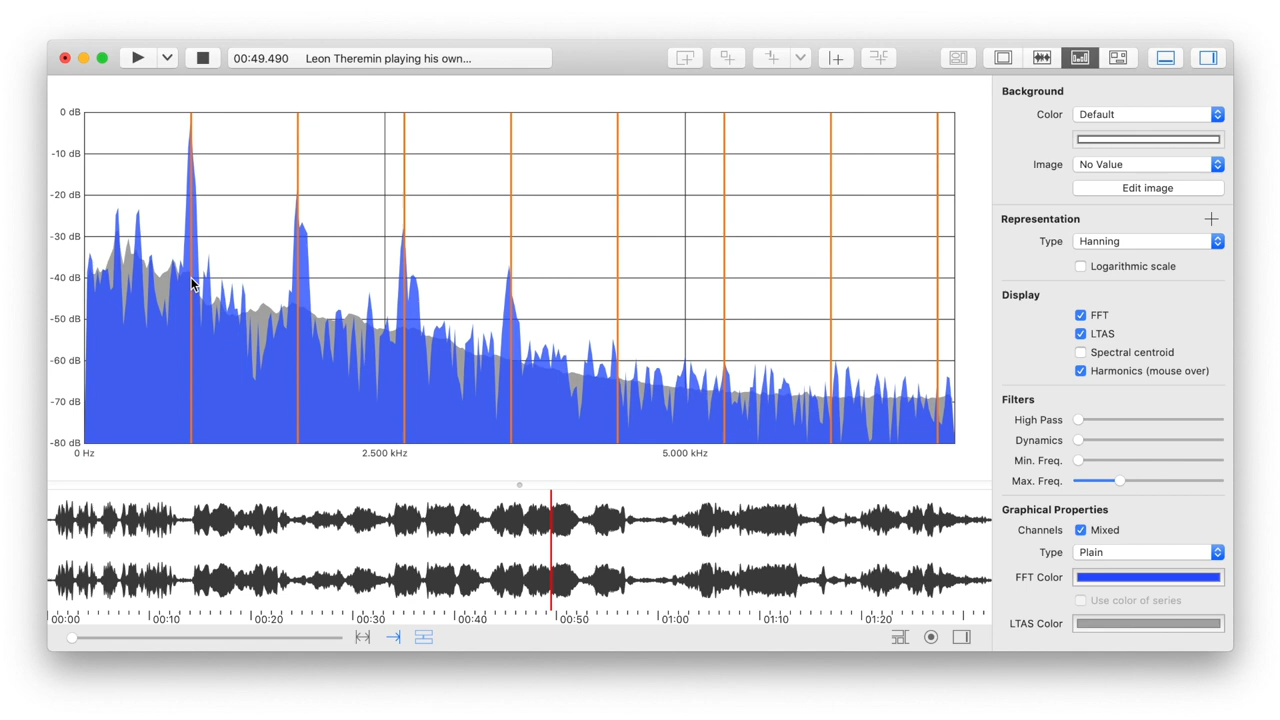 00:49.490 Leon Theremin playing his own...
0 dB
-10 dB
-20 dB
-30 dB
-40 dB
-50 dB
-60 dB
-70 dB
-80 dB
0 Hz 2.500 kHz 5.000 kHz
00:00 00:10 00:20 00:30 00:40 00:50 01:00 01:10 01:20
Background
Color Default
Image No Value
Edit image
Representation
Type Hanning
Logarithmic scale
Display
FFT
LTAS
Spectral centroid
Harmonics (mouse over)
Filters
High Pass
Dynamics
Min. Freq.
Max. Freq.
Graphical Properties
Channels Mixed
Type Plain
FFT Color
Use color of series
LTAS Color